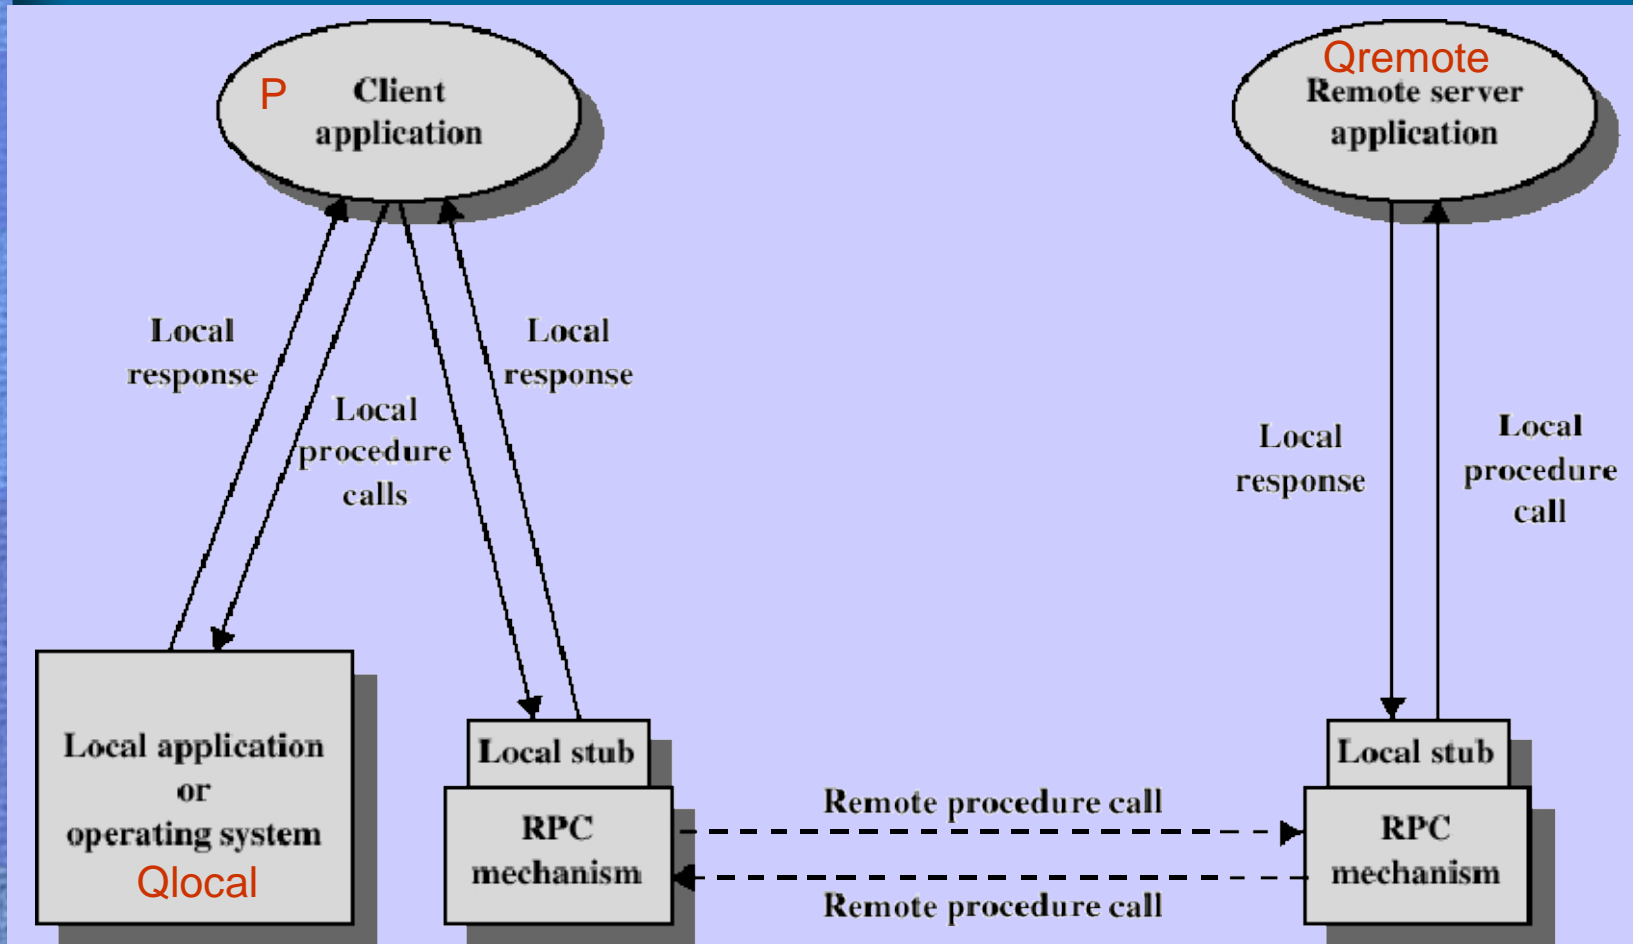 P
Client
application
Qremote
Remote server
application
Local
response
Local
procedure
calls
Local
response
Local
response
Local
procedure
call
Local application
or
operating system
Qlocal
Local stub
RPC
mechanism
Remote procedure call
Remote procedure call
Local stub
RPC
mechanism